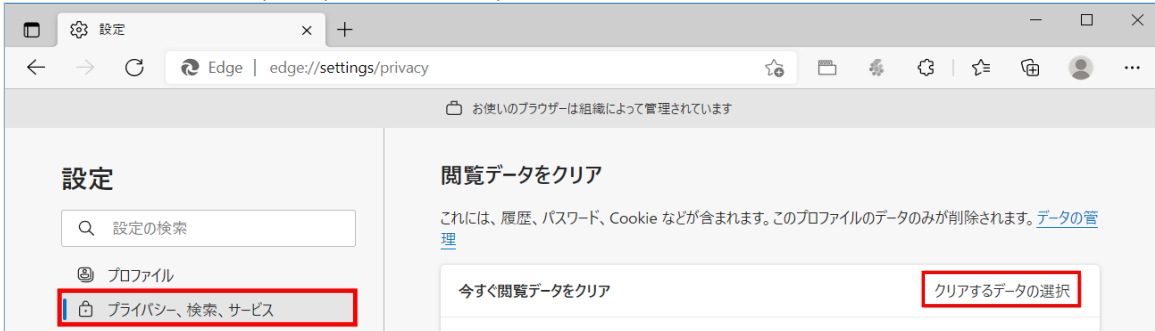 設定
Edge | edge://settings/privacy
お使いのブラウザーは組織によって管理されています
設定
設定の検索
プロファイル
プライバシー、検索、サービス
閲覧データをクリア
これには、履歴、パスワード、Cookie などが含まれます。このプロファイルのデータのみが削除されます。データの管
理
今すぐ閲覧データをクリア
クリアするデータの選択